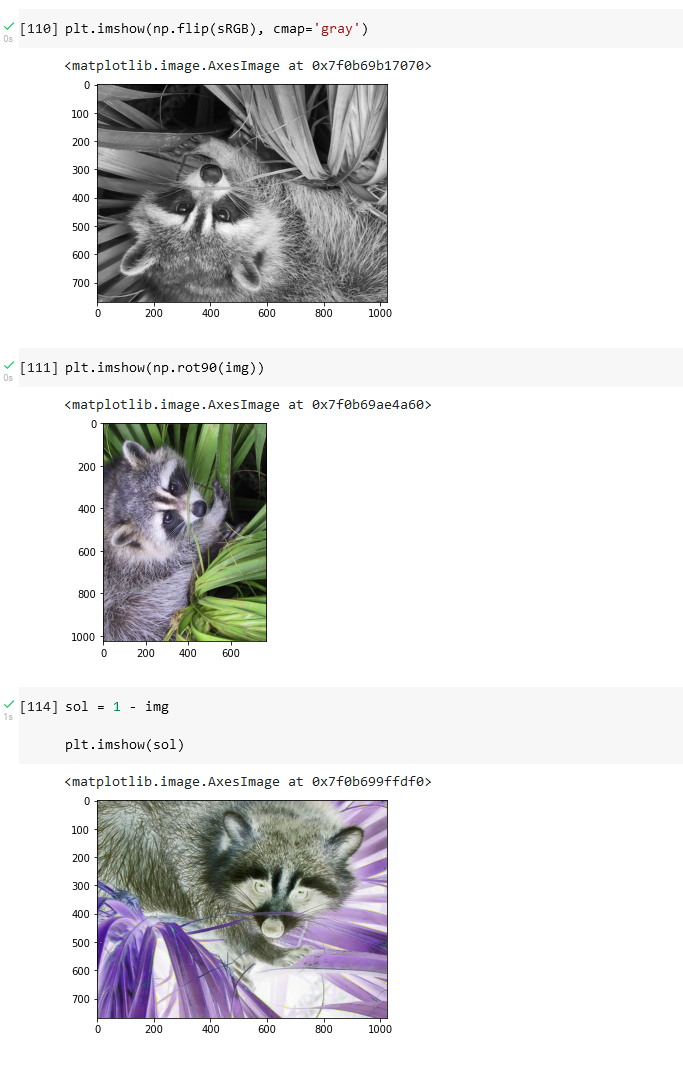 [110] plt.imshow(np.flip(sRGB), cmap='gray')
0s
<matplotlib.image.AxesImage at 0x7f0b69b17070>
0
100
200
300
400
500
600
700
0 200 400 600 800 1000
[111] plt.imshow(np.rot90(img))
0s
<matplotlib.image.AxesImage at 0x7f0b69ae4a60>
0
200
400
600
800
1000
0 200 400 600
[114] sol = 1 - img
1s
plt.imshow(sol)
<matplotlib.image.AxesImage at 0x7f0b699ffdf0>
0
100
200
300
400
500
600
700
0 200 400 600 800 1000